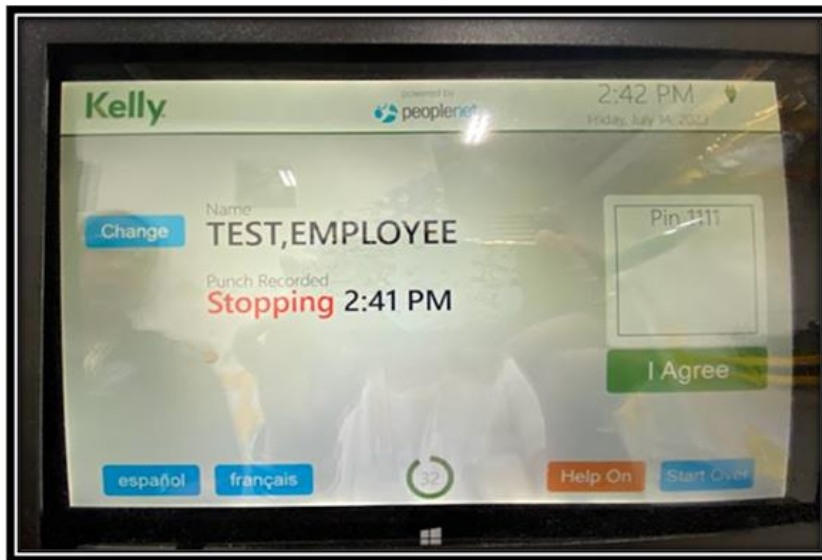 Kelly
powered by
peoplenet
2:42 PM
Friday, July 14, 2023
Name
Change TEST,EMPLOYEE
Pin 1111
Punch Recorded
Stopping 2:41 PM
I Agree
español français 32 Help On Start Over